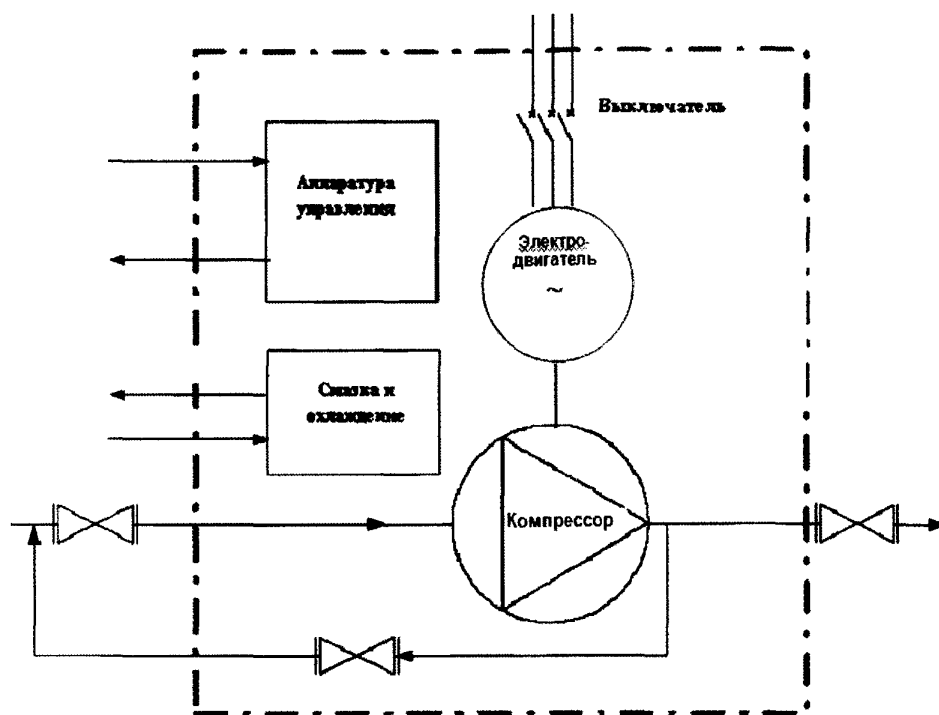 Выключатель
Аппаратура
управления
Электро-
двигатель
~
Смазка и
охлаждение
Компрессор